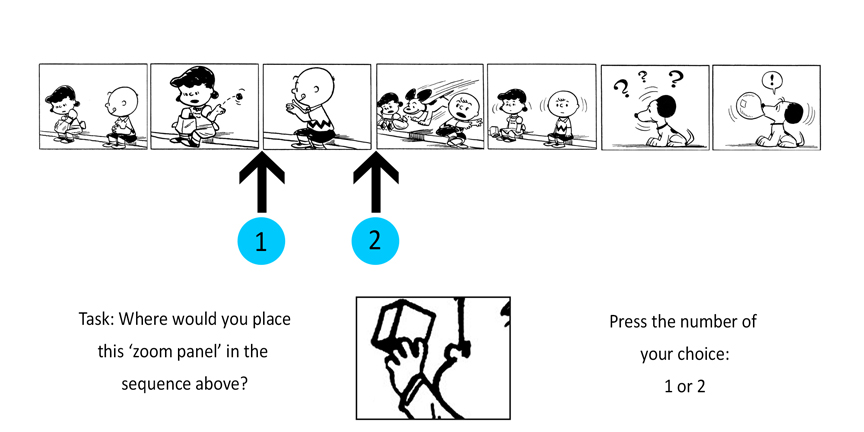 ? ? ?
!
1
2
Task: Where would you place
this ‘zoom panel’ in the
sequence above?
Press the number of
your choice:
1 or 2